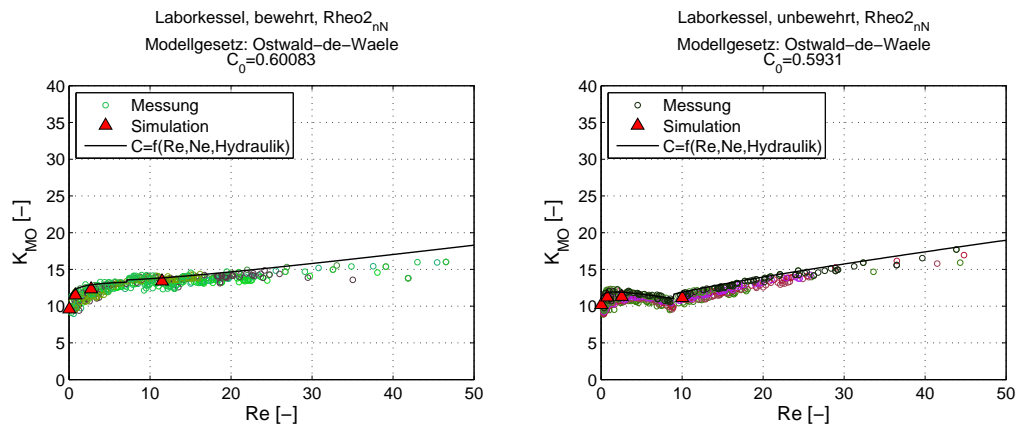 Laborkessel, bewehrt, Rheo2nN
Modellgesetz: Ostwald−de−Waele
C0=0.60083
40
35
30
25
20
15
10
5
0
KMO [−]
Messung
Simulation
C=f(Re,Ne,Hydraulik)
0 10 20 30 40 50
Re [−]
Laborkessel, unbewehrt, Rheo2nN
Modellgesetz: Ostwald−de−Waele
C0=0.5931
40
35
30
25
20
15
10
5
0
KMO [−]
Messung
Simulation
C=f(Re,Ne,Hydraulik)
0 10 20 30 40 50
Re [−]